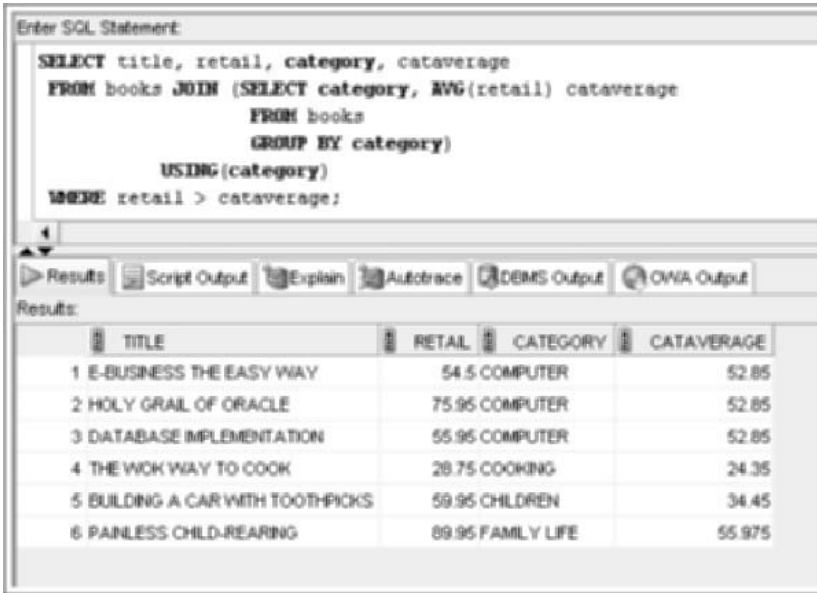 Enter SQL Statement:
SELECT title, retail, category, cataverage
FROM books JOIN (SELECT category, AVG(retail) cataverage
FROM books
GROUP BY category)
USING(category)
WHERE retail > cataverage;
Results Script Output Explain Autotrace DBMS Output OWA Output
Results:
TITLE RETAIL CATEGORY CATAVERAGE
1 E-BUSINESS THE EASY WAY 54.5 COMPUTER 52.85
2 HOLY GRAIL OF ORACLE 75.95 COMPUTER 52.85
3 DATABASE IMPLEMENTATION 55.95 COMPUTER 52.85
4 THE WOK WAY TO COOK 28.75 COOKING 24.35
5 BUILDING A CAR WITH TOOTHPICKS 59.95 CHILDREN 34.45
6 PAINLESS CHILD-REARING 89.95 FAMILY LIFE 55.975